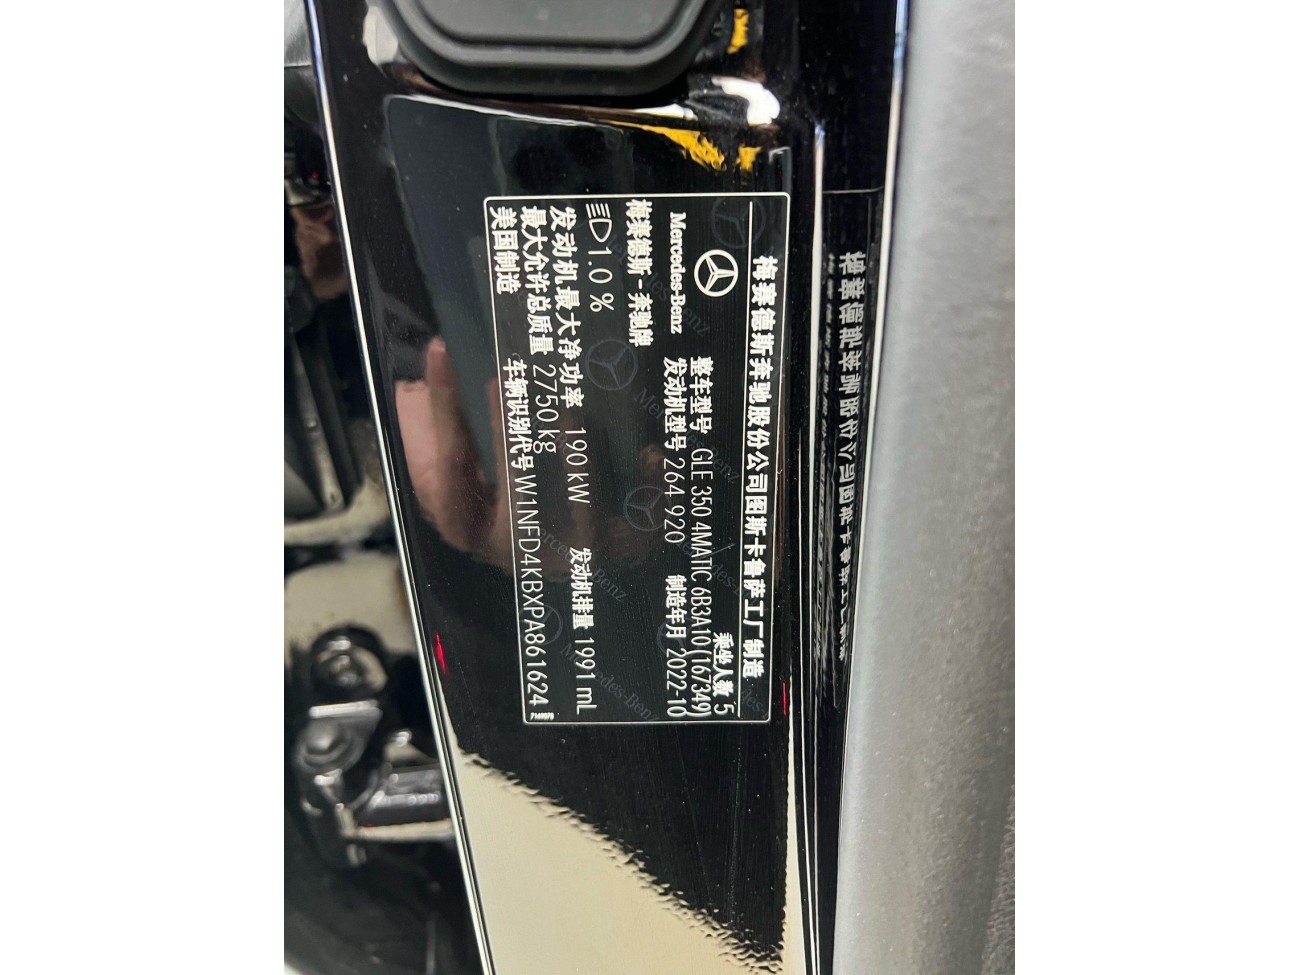 梅赛德斯奔驰股份公司图斯卡鲁萨工厂制造
乘坐人数 5
Mercedes-Benz
整车型号 GLE 350 4MATIC 6B3A10 (167349)
梅赛德斯-奔驰牌
发动机型号 264 920
制造年月 2022-10
1.0 %
发动机最大净功率 190 kW
发动机排量 1991 mL
最大允许总质量 2750 kg
美国制造
车辆识别代号 W1NFD4KBXPA861624